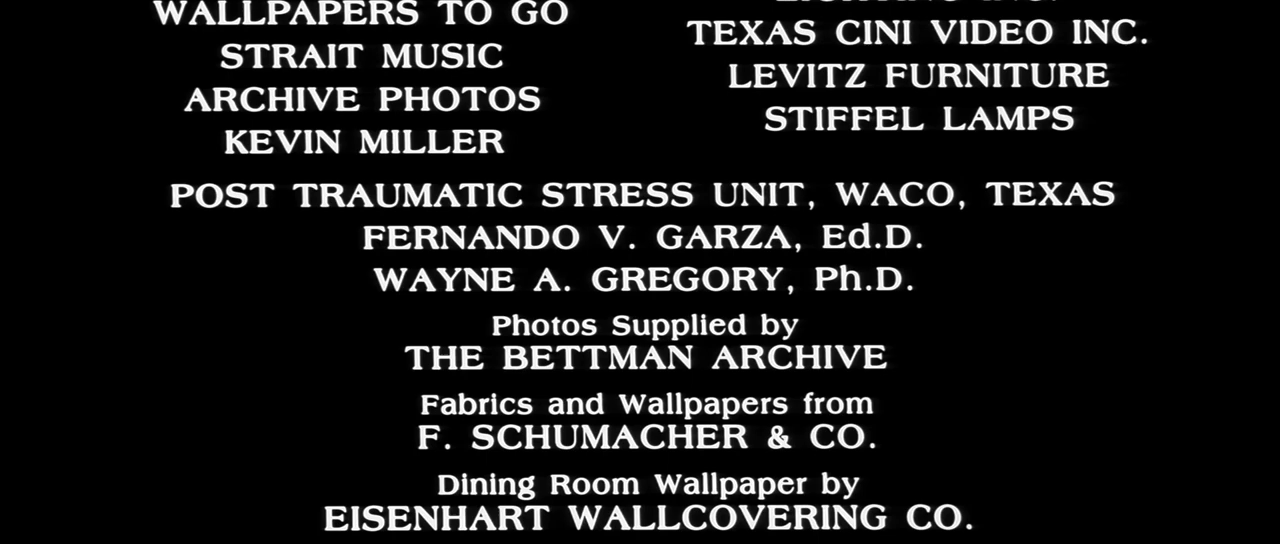 WALLPAPERS TO GO
STRAIT MUSIC
ARCHIVE PHOTOS
KEVIN MILLER
TEXAS CINI VIDEO INC.
LEVITZ FURNITURE
STIFFEL LAMPS
POST TRAUMATIC STRESS UNIT, WACO, TEXAS
FERNANDO V. GARZA, Ed.D.
WAYNE A. GREGORY, Ph.D.
Photos Supplied by
THE BETTMAN ARCHIVE
Fabrics and Wallpapers from
F. SCHUMACHER & CO.
Dining Room Wallpaper by
EISENHART WALLCOVERING CO.